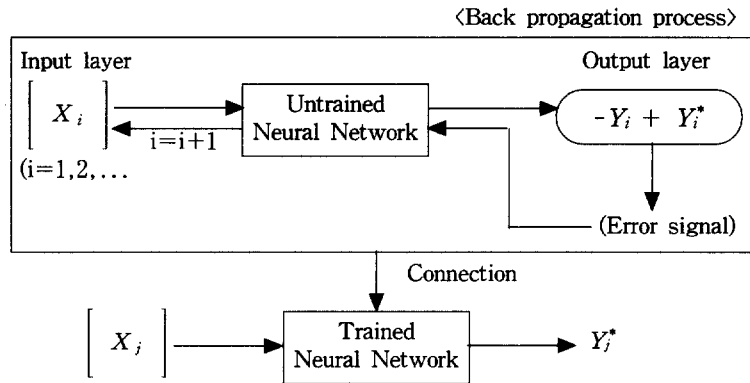 〈Back propagation process〉
Input layer
Output layer
X_i
Untrained
Neural Network
-Y_i + Y_i^*
i=i+1
(i=1,2,...
(Error signal)
Connection
X_j
Trained
Neural Network
Y_j^*